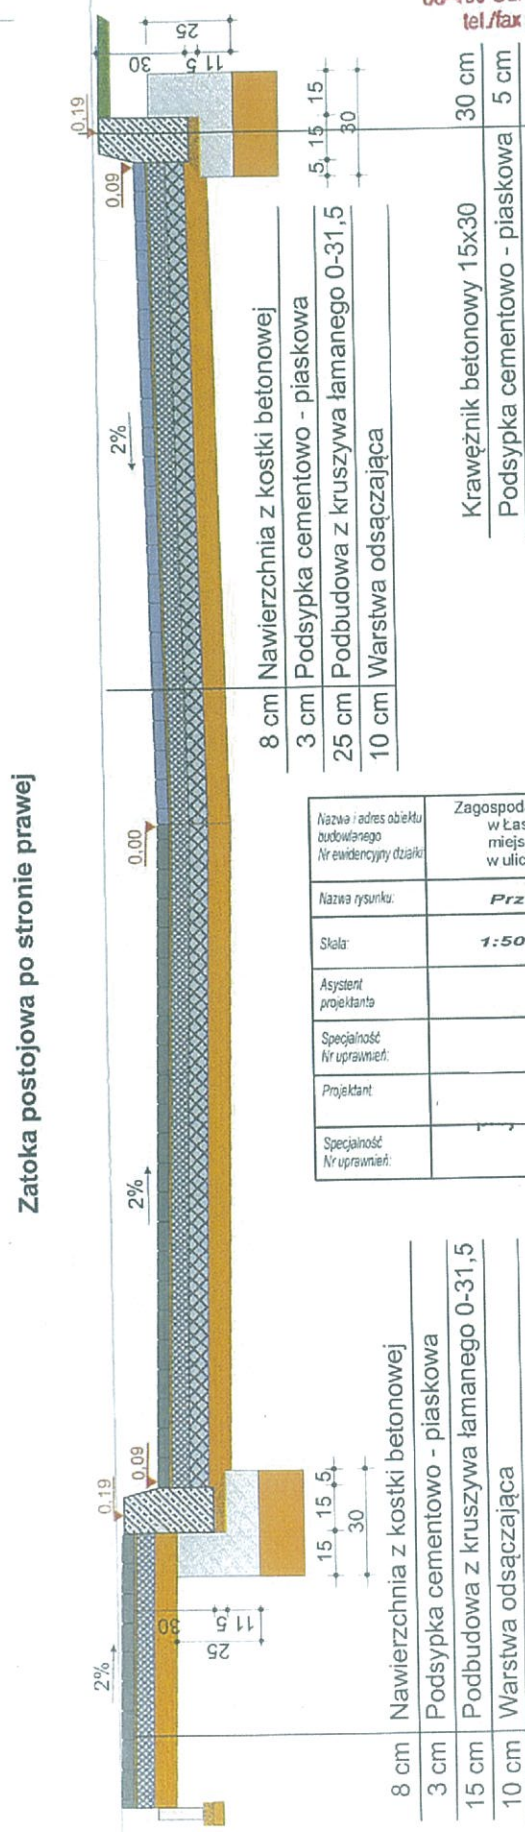 Zatoka postojowa po stronie prawej
2%
0,19
0,09
2%
0,00
2%
0,09
0,19
30
11 5
25
15 15 5
30
30
11 5
25
5 15 15
30
8 cm Nawierzchnia z kostki betonowej
3 cm Podsypka cementowo - piaskowa
15 cm Podbudowa z kruszywa łamanego 0-31,5
10 cm Warstwa odsączająca
8 cm Nawierzchnia z kostki betonowej
3 cm Podsypka cementowo - piaskowa
25 cm Podbudowa z kruszywa łamanego 0-31,5
10 cm Warstwa odsączająca
Krawężnik betonowy 15x30 30 cm
Podsypka cementowo - piaskowa 5 cm
Nazwa i adres obiektu
budowlanego
Nr ewidencyjny działki
Zagospod
w Łas
miejs
w ulic
Nazwa rysunku:
Prz
Skala:
1:50
Asystent
projektanta
Specjalność
Nr uprawnień:
Projektant
Specjalność
Nr uprawnień:
tel./fax